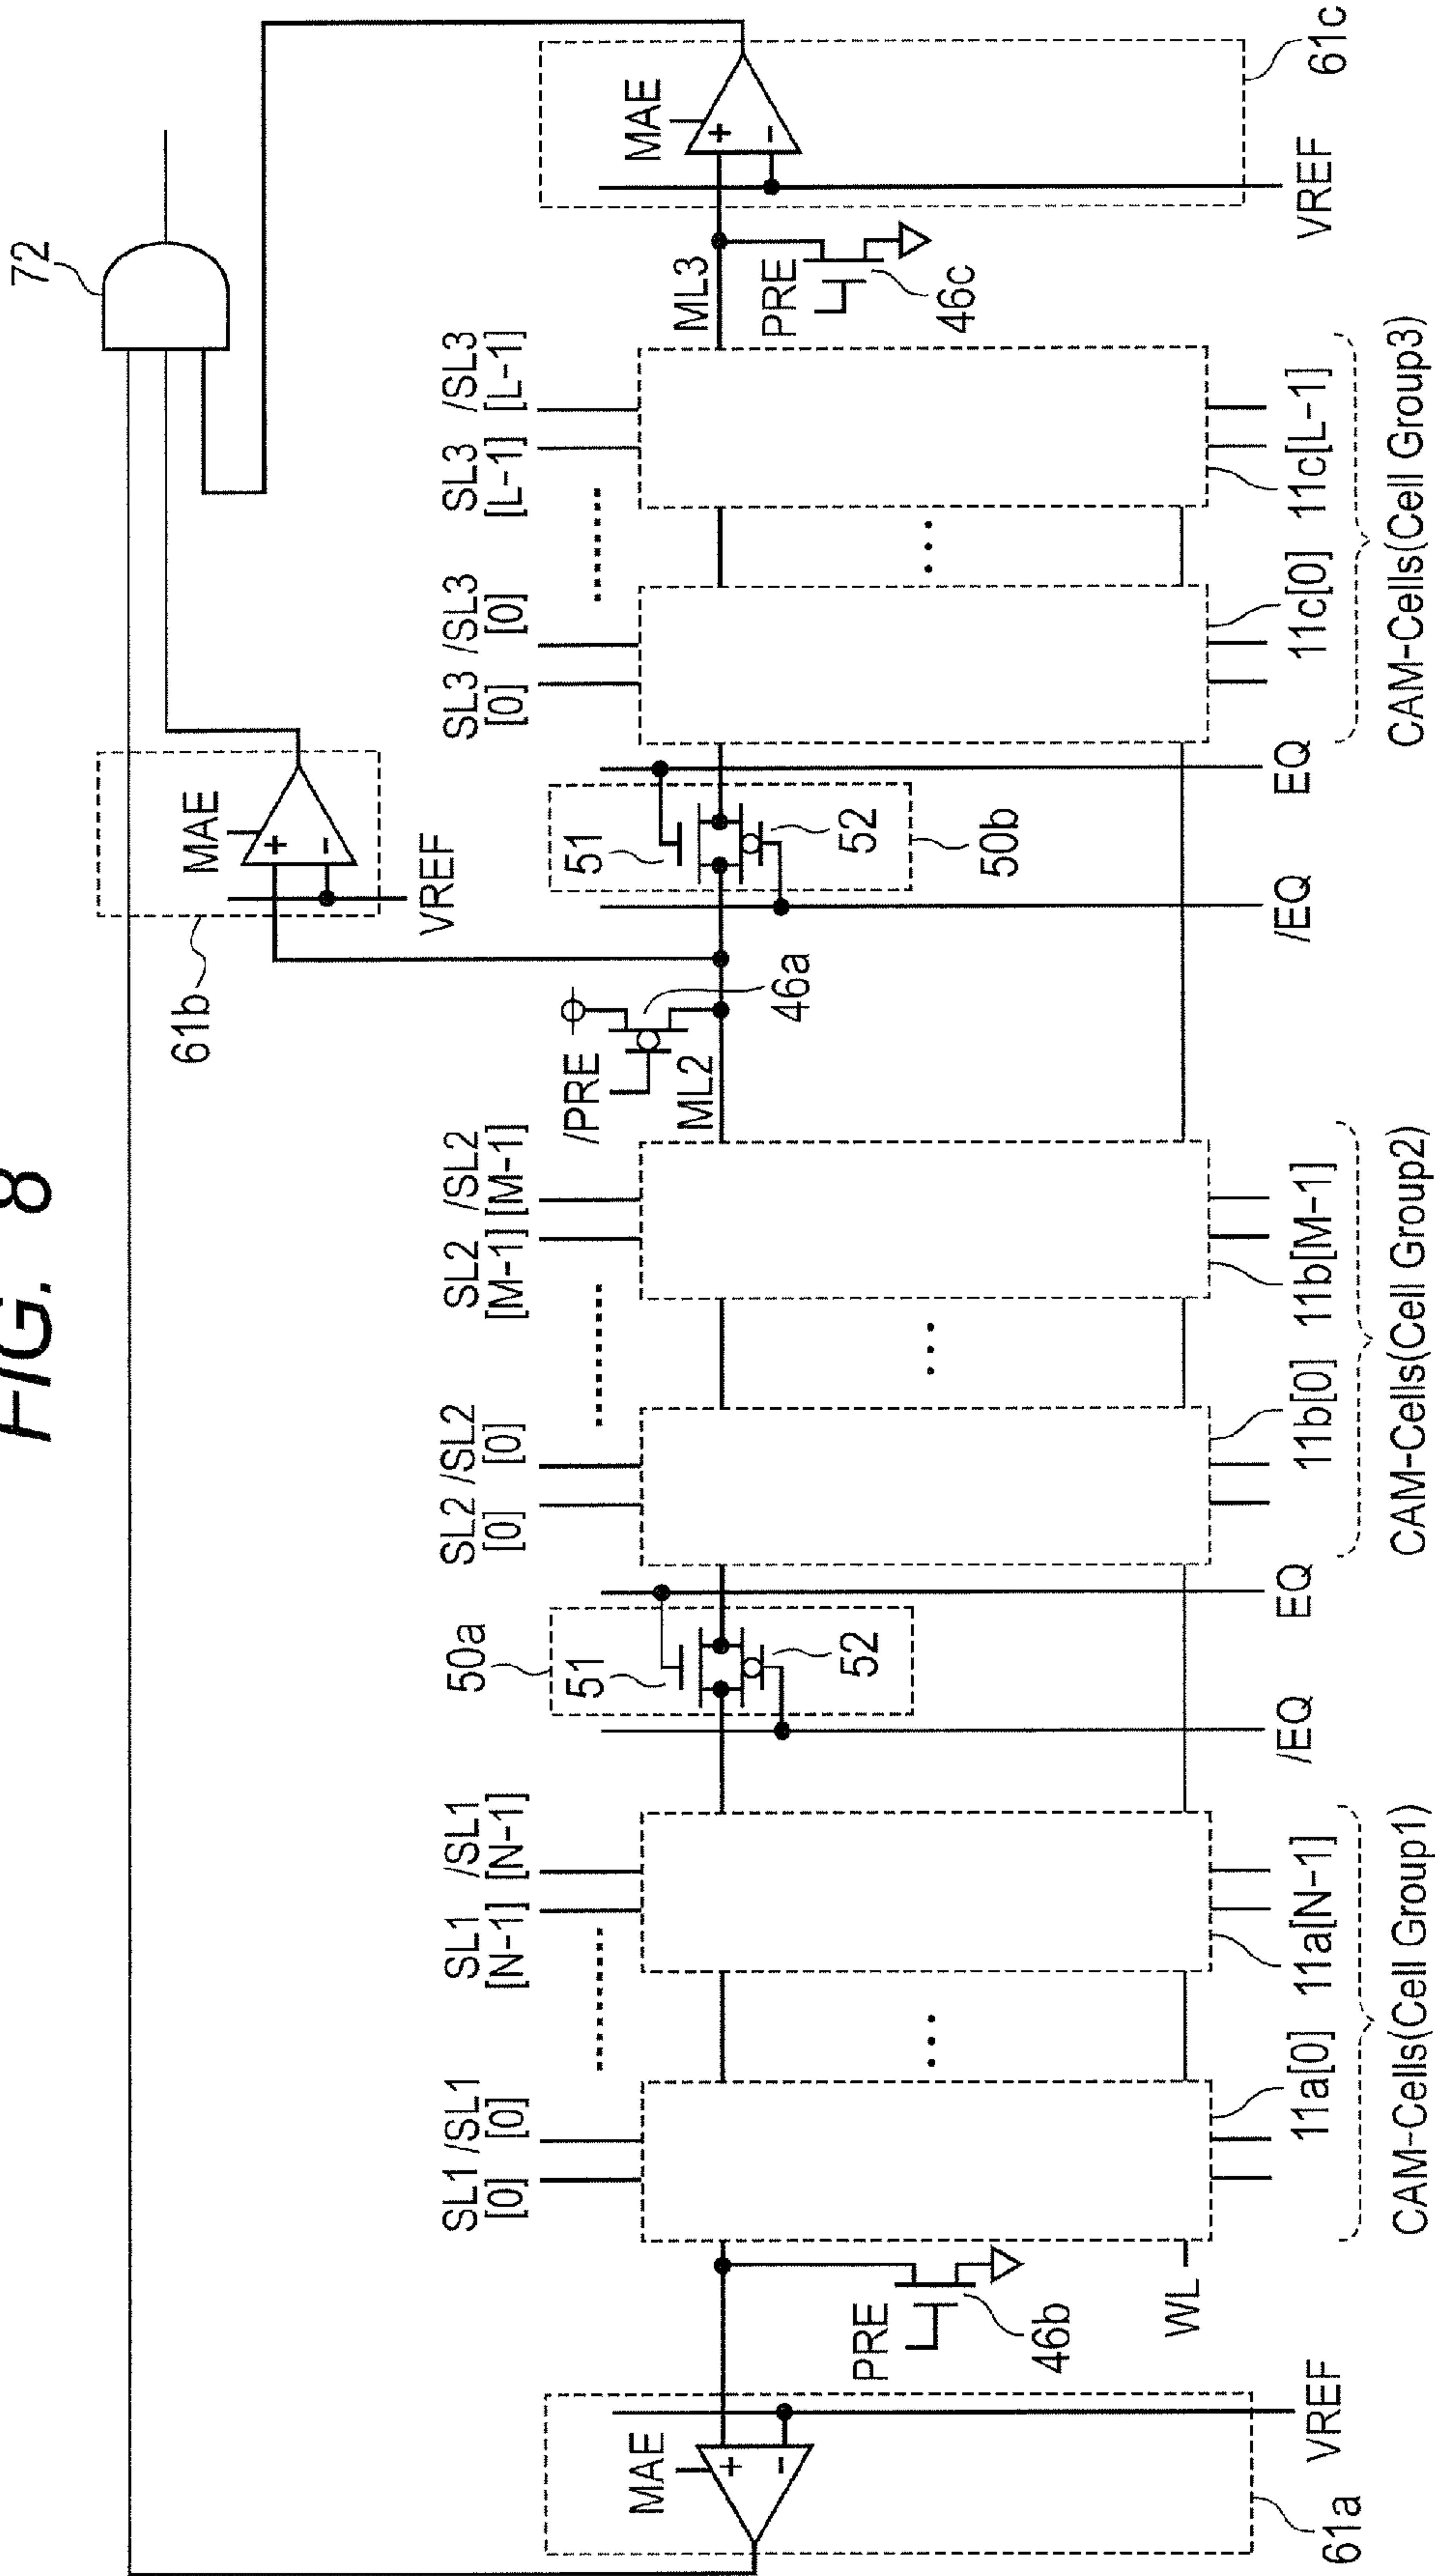 FIG. 8
72
61b
MAE
+
-
VREF
50a
SL1 /SL1
[0] [0]
SL1 /SL1
[N-1] [N-1]
SL2 /SL2
[0] [0]
SL2 /SL2
[M-1] [M-1]
SL3 /SL3
[0] [0]
SL3 /SL3
[L-1] [L-1]
MAE
+
-
PRE
46b
WL
51
52
/PRE
46a
ML2
51
52
50b
ML3
PRE
46c
MAE
+
-
61a
VREF
11a[0] 11a[N-1]
/EQ EQ
11b[0] 11b[M-1]
/EQ EQ
11c[0] 11c[L-1]
VREF
61c
CAM-Cells(Cell Group1)
CAM-Cells(Cell Group2)
CAM-Cells(Cell Group3)